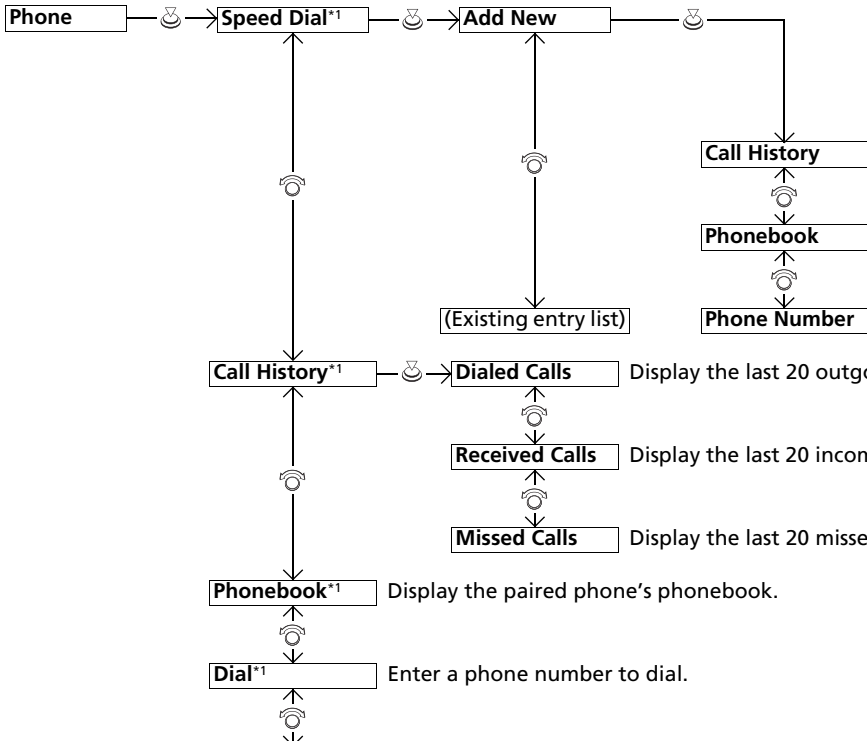 Phone
Speed Dial*1
Add New
Call History
Phonebook
Phone Number
(Existing entry list)
Call History*1
Dialed Calls
Display the last 20 outgo
Received Calls
Display the last 20 incom
Missed Calls
Display the last 20 misse
Phonebook*1
Display the paired phone's phonebook.
Dial*1
Enter a phone number to dial.